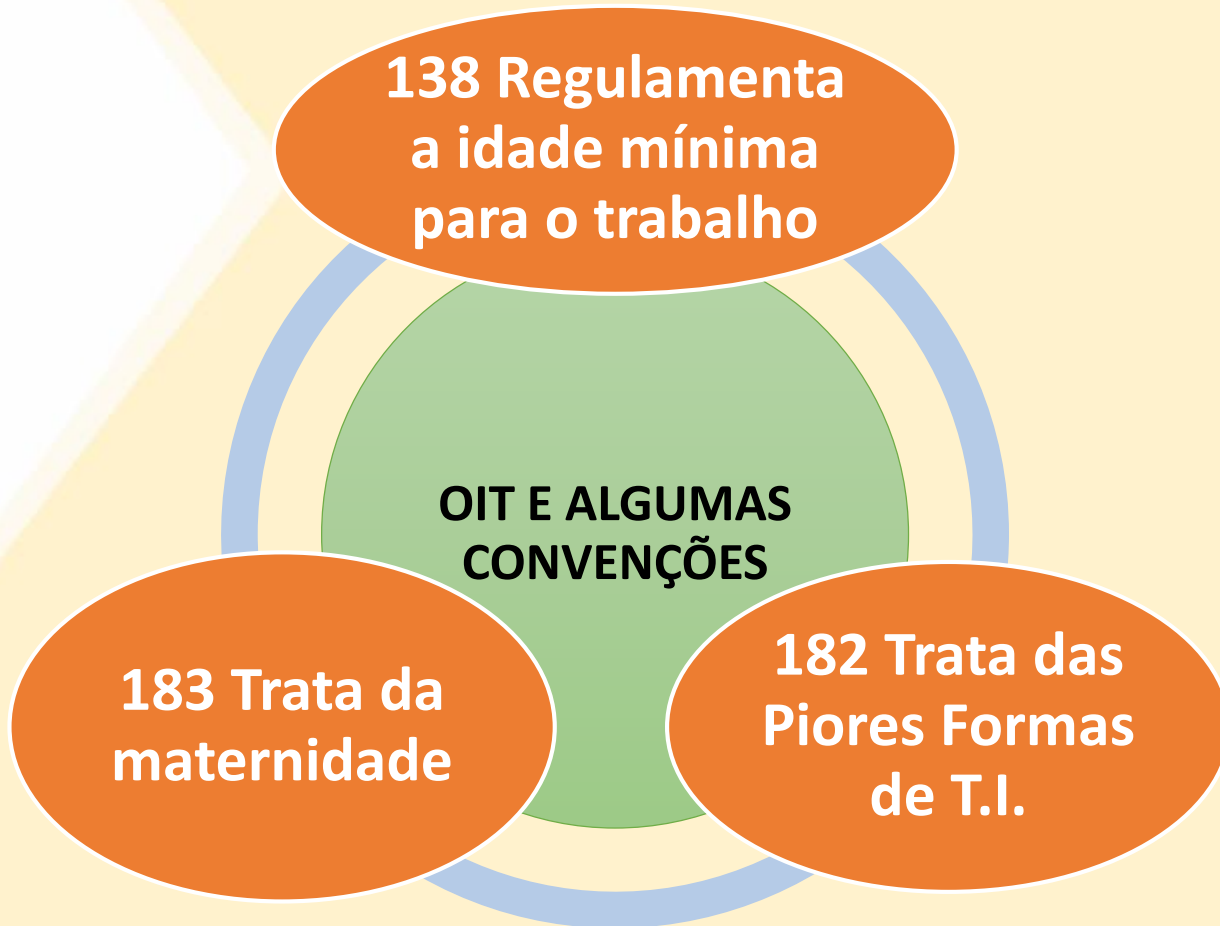 138 Regulamenta
a idade mínima
para o trabalho
OIT E ALGUMAS
CONVENÇÕES
183 Trata da
maternidade
182 Trata das
Piores Formas
de T.I.